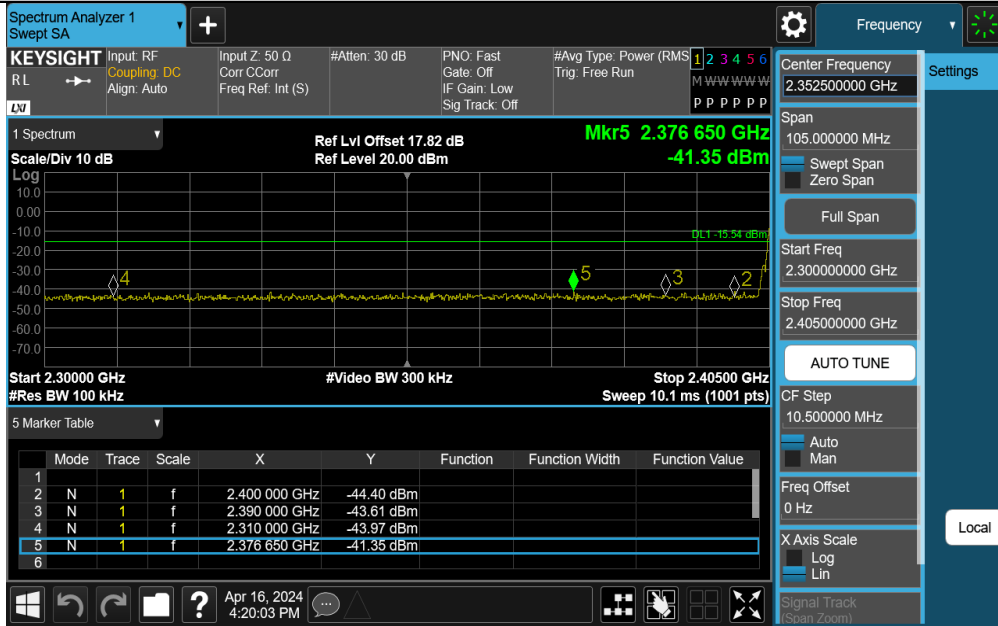 Spectrum Analyzer 1
Swept SA
+
Frequency
KEYSIGHT
RL
LXI
Input: RF
Coupling: DC
Align: Auto
Input Z: 50 Ω
Corr CCorr
Freq Ref: Int (S)
#Atten: 30 dB
PNO: Fast
Gate: Off
IF Gain: Low
Sig Track: Off
#Avg Type: Power (RMS
Trig: Free Run
1 2 3 4 5 6
M W W W W W
P P P P P P
1 Spectrum
Scale/Div 10 dB
Ref Lvl Offset 17.82 dB
Ref Level 20.00 dBm
Mkr5 2.376 650 GHz
-41.35 dBm
Log
10.0
0.00
-10.0
-20.0
-30.0
-40.0
-50.0
-60.0
-70.0
DL1 -15.54 dBm
4
5
3
2
Start 2.30000 GHz
#Video BW 300 kHz
Stop 2.40500 GHz
#Res BW 100 kHz
Sweep 10.1 ms (1001 pts)
5 Marker Table
Mode Trace Scale X Y Function Function Width Function Value
1
2 N 1 f 2.400 000 GHz -44.40 dBm
3 N 1 f 2.390 000 GHz -43.61 dBm
4 N 1 f 2.310 000 GHz -43.97 dBm
5 N 1 f 2.376 650 GHz -41.35 dBm
6
?
Apr 16, 2024
4:20:03 PM
Center Frequency
2.352500000 GHz
Settings
Span
105.000000 MHz
Swept Span
Zero Span
Full Span
Start Freq
2.300000000 GHz
Stop Freq
2.405000000 GHz
AUTO TUNE
CF Step
10.500000 MHz
Auto
Man
Freq Offset
0 Hz
Local
X Axis Scale
Log
Lin
Signal Track
(Span Zoom)